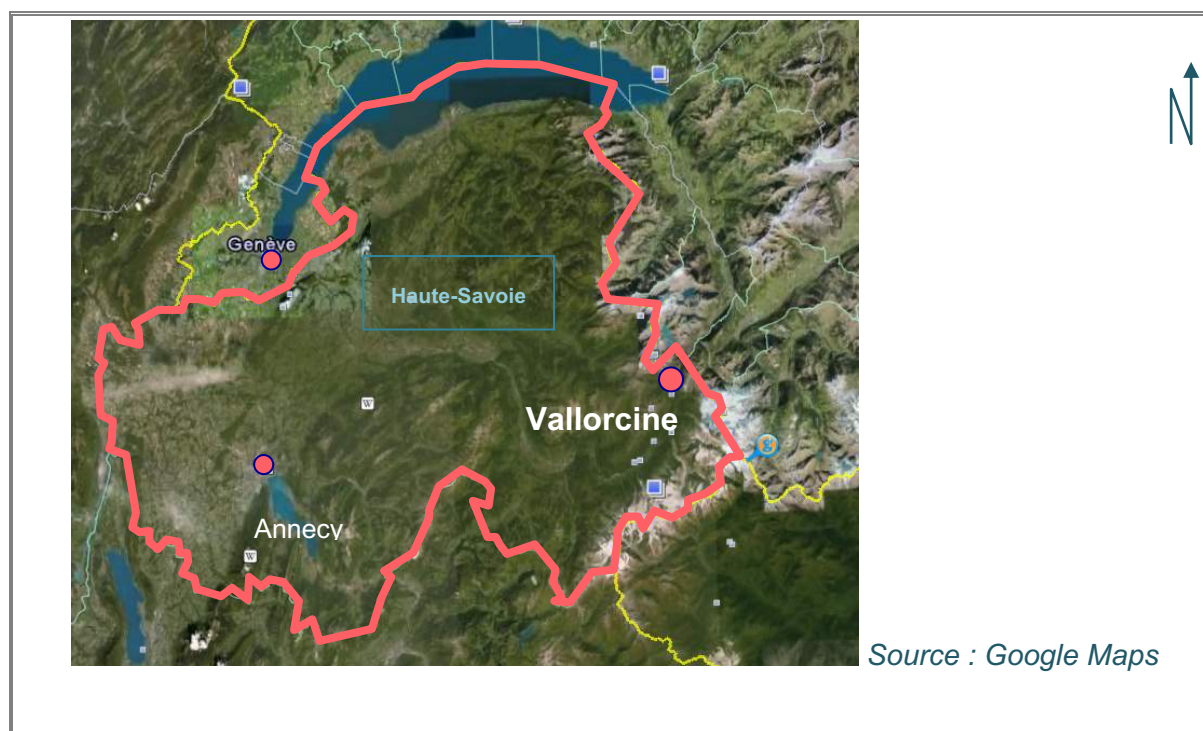 N
Genève
Haute-Savoie
Vallorcine
W
Annecy
W
g
Source : Google Maps